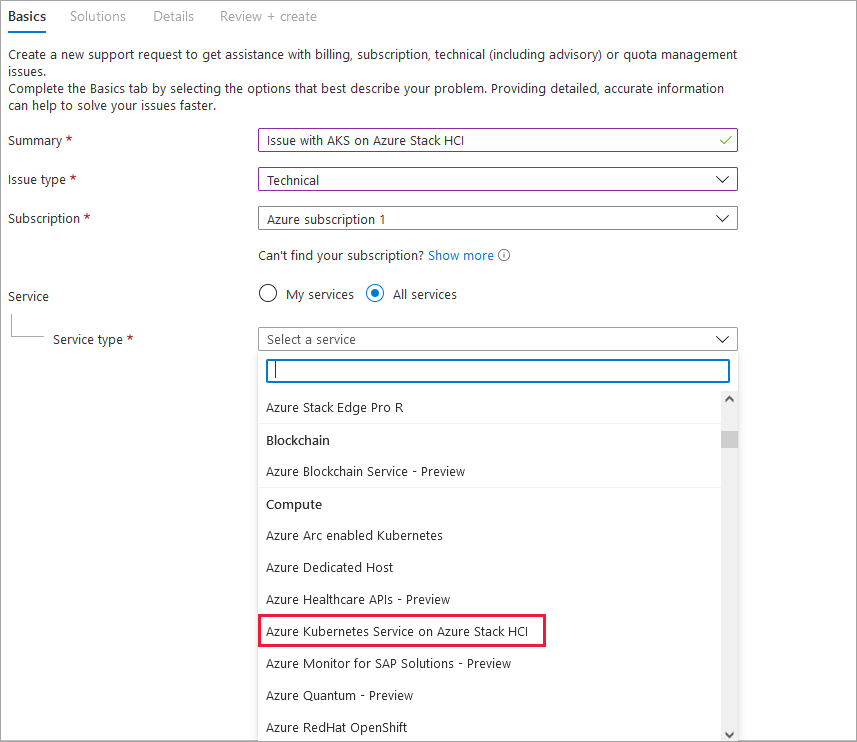 Basics Solutions Details Review + create
Create a new support request to get assistance with billing, subscription, technical (including advisory) or quota management
issues.
Complete the Basics tab by selecting the options that best describe your problem. Providing detailed, accurate information
can help to solve your issues faster.
Summary * Issue with AKS on Azure Stack HCI
Issue type * Technical
Subscription * Azure subscription 1
Can't find your subscription? Show more
Service My services All services
Service type * Select a service
Azure Stack Edge Pro R
Blockchain
Azure Blockchain Service - Preview
Compute
Azure Arc enabled Kubernetes
Azure Dedicated Host
Azure Healthcare APIs - Preview
Azure Kubernetes Service on Azure Stack HCI
Azure Monitor for SAP Solutions - Preview
Azure Quantum - Preview
Azure RedHat OpenShift